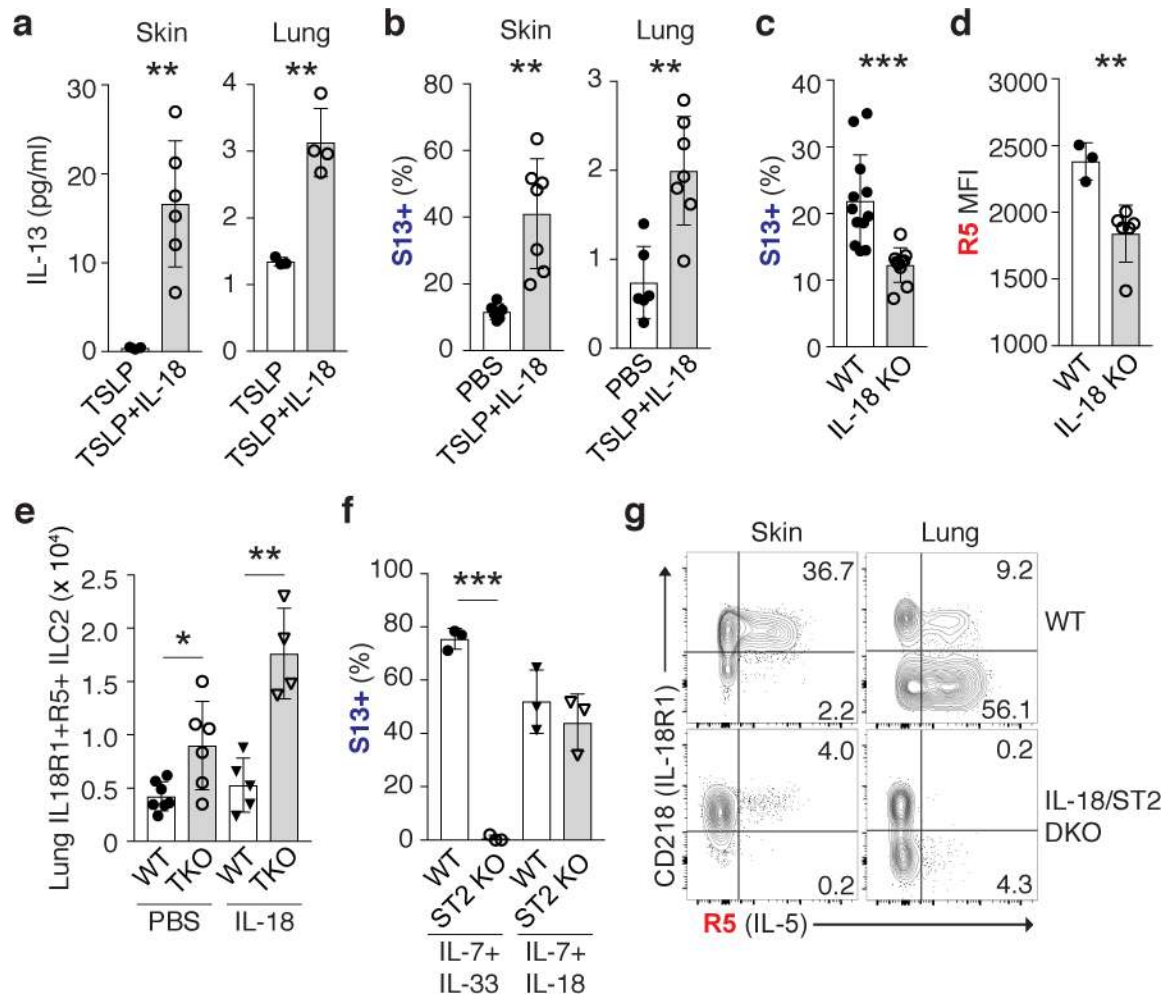 a
Skin
Lung
**
**
IL-13 (pg/ml)
30
20
10
0
4
3
2
1
0
TSLP
TSLP+IL-18
TSLP
TSLP+IL-18
b
Skin
Lung
**
**
S13+ (%)
80
60
40
20
0
3
2
1
0
PBS
TSLP+IL-18
PBS
TSLP+IL-18
c
***
S13+ (%)
40
30
20
10
0
WT
IL-18 KO
d
**
R5 MFI
3000
2500
2000
1500
1000
WT
IL-18 KO
e
Lung IL18R1+R5+ ILC2 (x 10⁴)
2.5
2.0
1.5
1.0
0.5
0
*
**
WT
TKO
WT
TKO
PBS
IL-18
f
S13+ (%)
100
80
60
40
20
0
***
WT
ST2 KO
WT
ST2 KO
IL-7+
IL-33
IL-7+
IL-18
g
Skin
Lung
36.7
9.2
WT
2.2
56.1
4.0
0.2
IL-18/ST2
DKO
0.2
4.3
CD218 (IL-18R1)
R5 (IL-5)